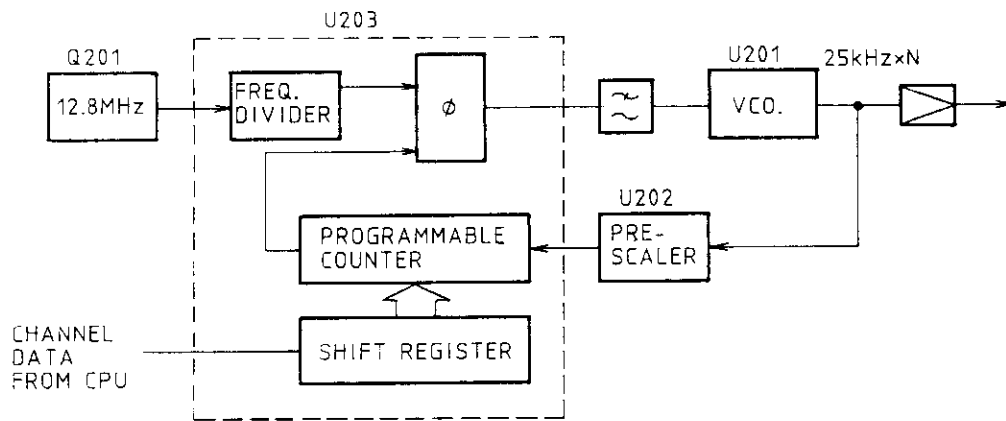 U203
Q201
12.8MHz
FREQ.
DIVIDER
ø
U201
VCO.
25kHz×N
U202
PRE-
SCALER
PROGRAMMABLE
COUNTER
SHIFT REGISTER
CHANNEL
DATA
FROM CPU